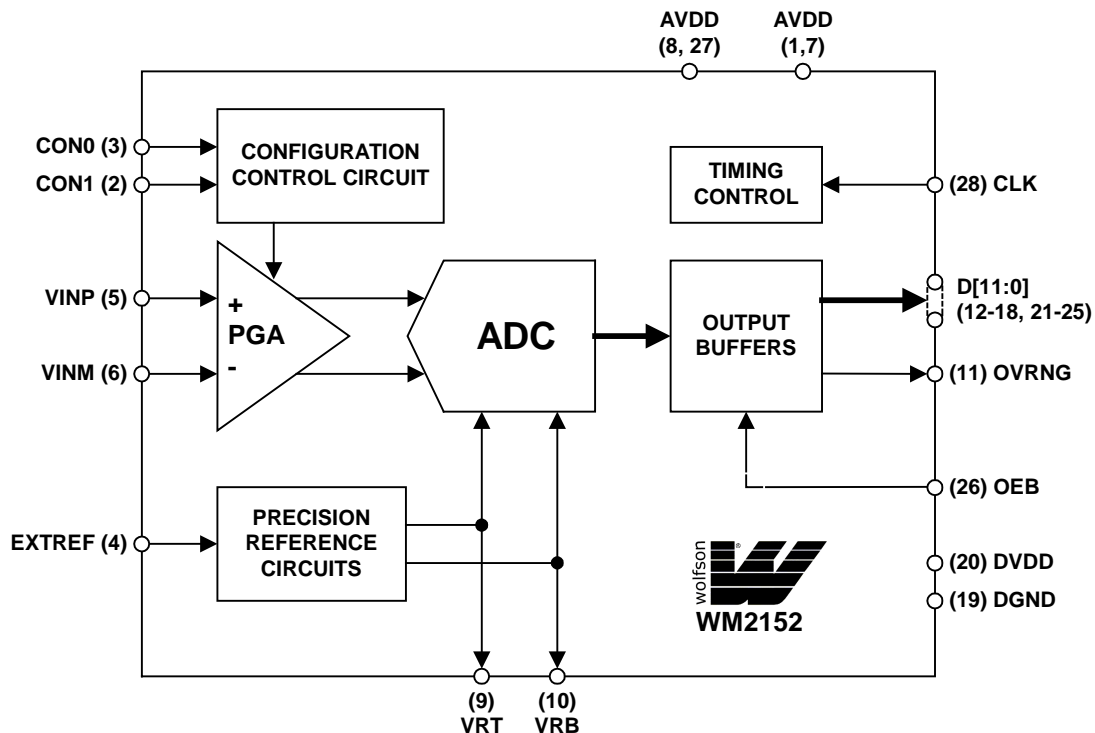 AVDD
(8, 27)
AVDD
(1,7)
CON0 (3)
CON1 (2)
CONFIGURATION
CONTROL CIRCUIT
TIMING
CONTROL
(28) CLK
VINP (5)
VINM (6)
+
PGA
-
ADC
OUTPUT
BUFFERS
D[11:0]
(12-18, 21-25)
(11) OVRNG
(26) OEB
EXTREF (4)
PRECISION
REFERENCE
CIRCUITS
wolfson
®
WM2152
(20) DVDD
(19) DGND
(9)
VRT
(10)
VRB